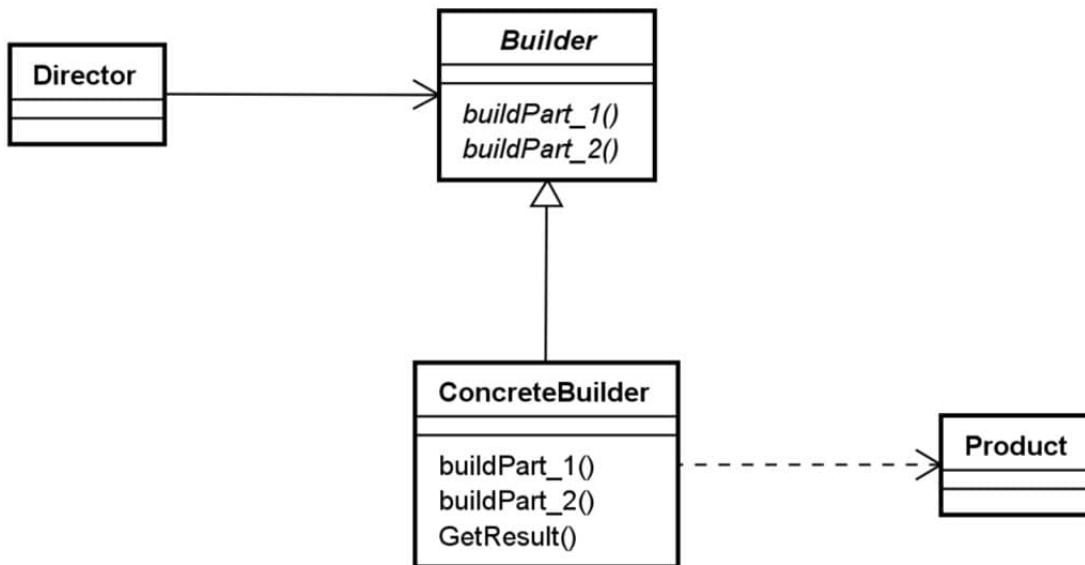 Director
Builder
buildPart_1()
buildPart_2()
ConcreteBuilder
buildPart_1()
buildPart_2()
GetResult()
Product